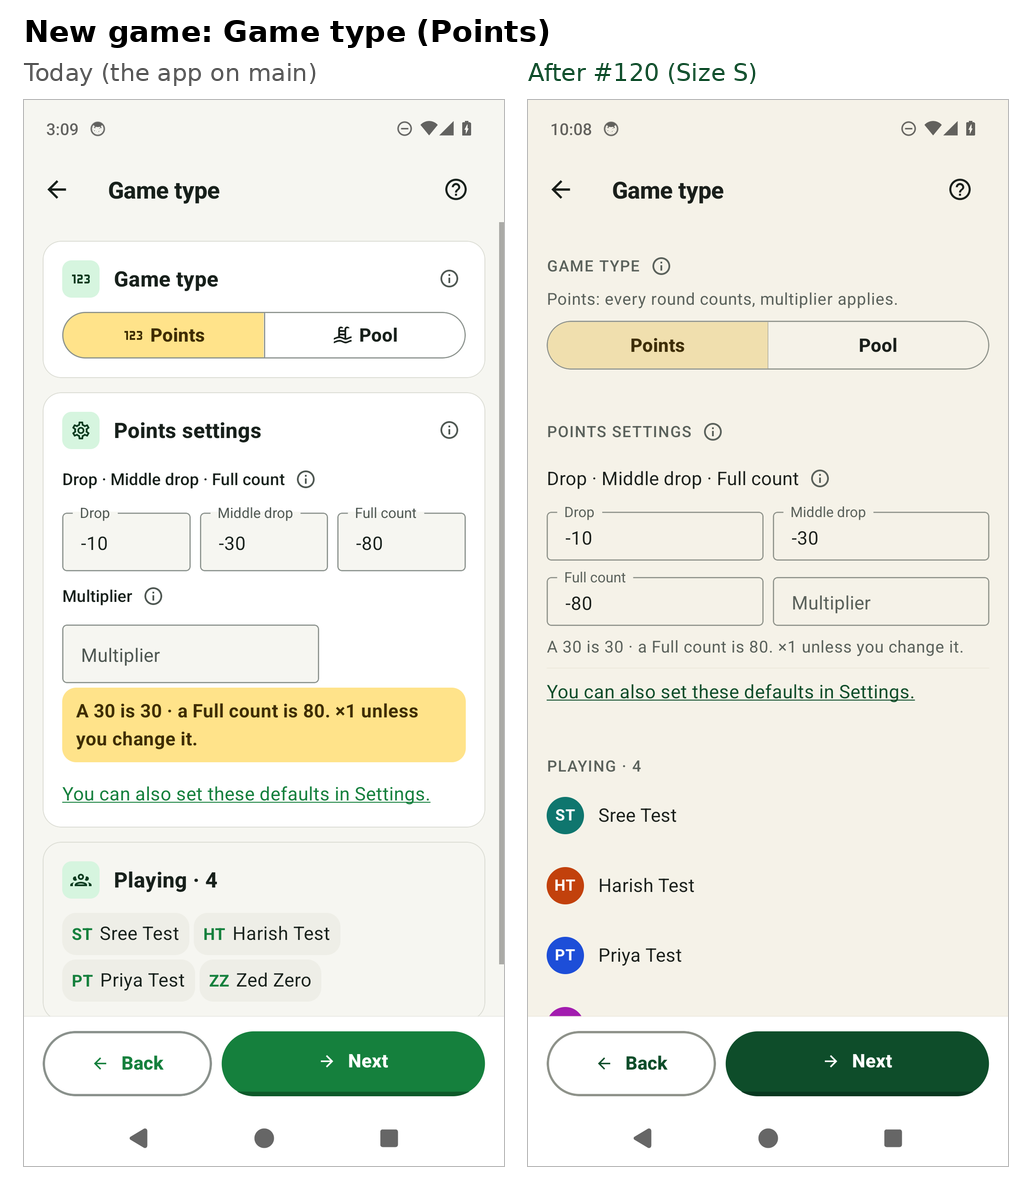 New game: Game type (Points)
Today (the app on main)
3:09
Game type
123 Game type
123 Points
Pool
Points settings
Drop · Middle drop · Full count
Drop
Middle drop
Full count
-10
-30
-80
Multiplier
Multiplier
A 30 is 30 · a Full count is 80. ×1 unless
you change it.
You can also set these defaults in Settings.
Playing · 4
ST Sree Test
HT Harish Test
PT Priya Test
ZZ Zed Zero
Back
Next
After #120 (Size S)
10:08
Game type
GAME TYPE
Points: every round counts, multiplier applies.
Points
Pool
POINTS SETTINGS
Drop · Middle drop · Full count
Drop
Middle drop
-10
-30
Full count
-80
Multiplier
A 30 is 30 · a Full count is 80. ×1 unless you change it.
You can also set these defaults in Settings.
PLAYING · 4
ST Sree Test
HT Harish Test
PT Priya Test
Back
Next